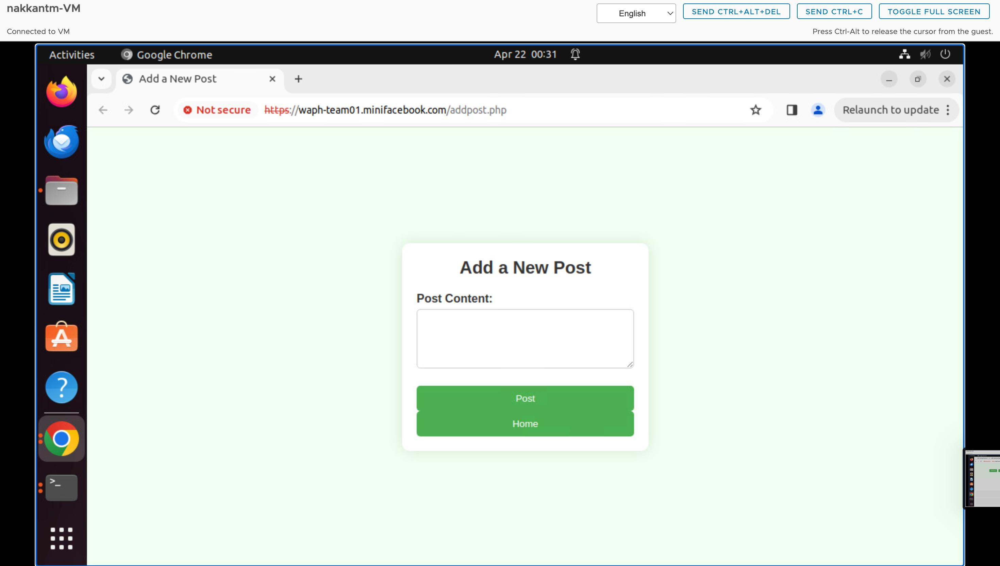 nakkantm-VM
English
SEND CTRL+ALT+DEL
SEND CTRL+C
TOGGLE FULL SCREEN
Connected to VM
Press Ctrl-Alt to release the cursor from the guest.
Activities
Google Chrome
Apr 22 00:31
Add a New Post
Not secure
https://waph-team01.minifacebook.com/addpost.php
Relaunch to update
Add a New Post
Post Content:
Post
Home